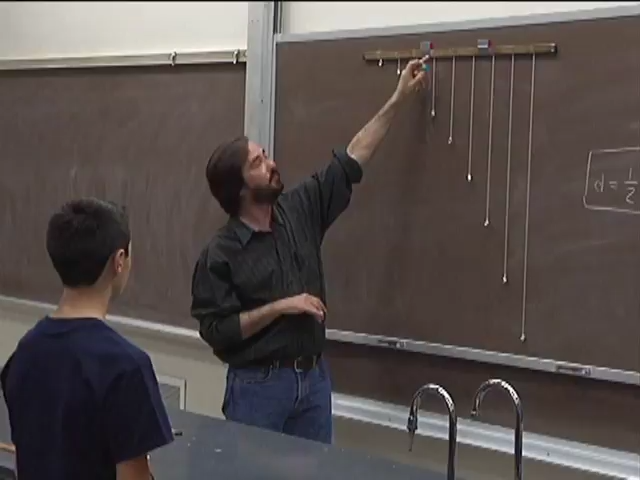 d = 1/2